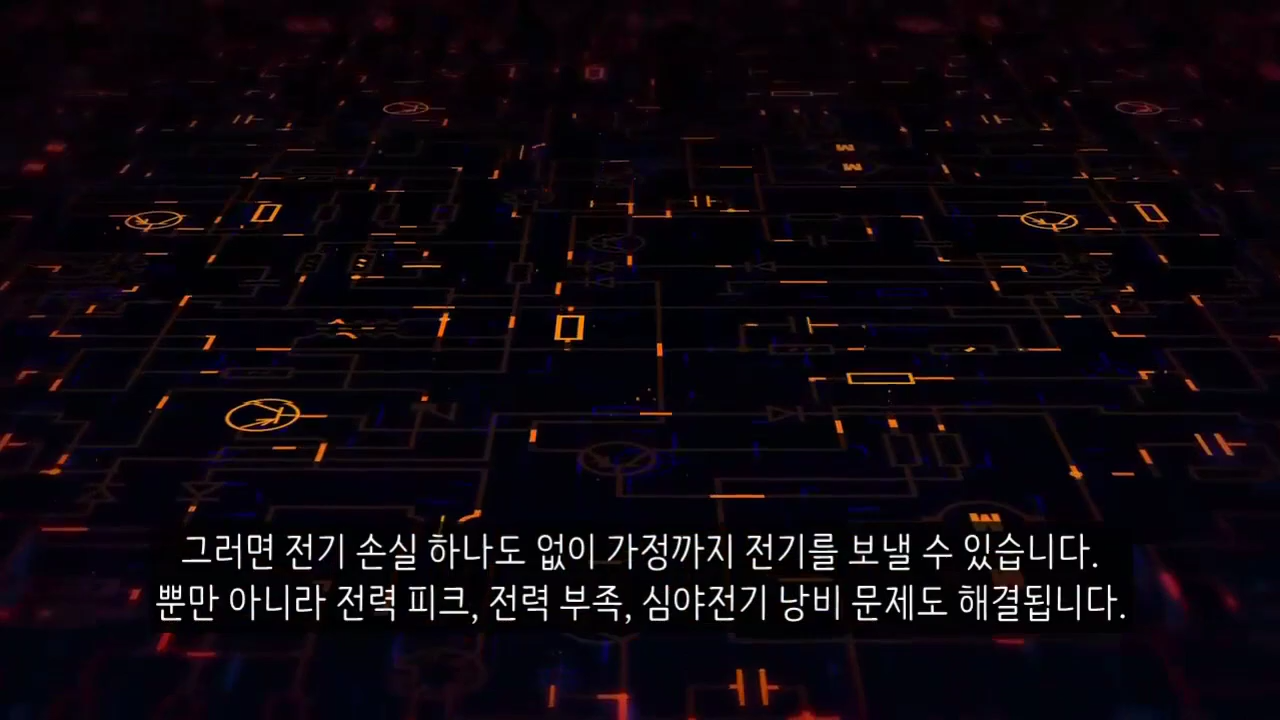 그러면 전기 손실 하나도 없이 가정까지 전기를 보낼 수 있습니다.
뿐만 아니라 전력 피크, 전력 부족, 심야전기 낭비 문제도 해결됩니다.